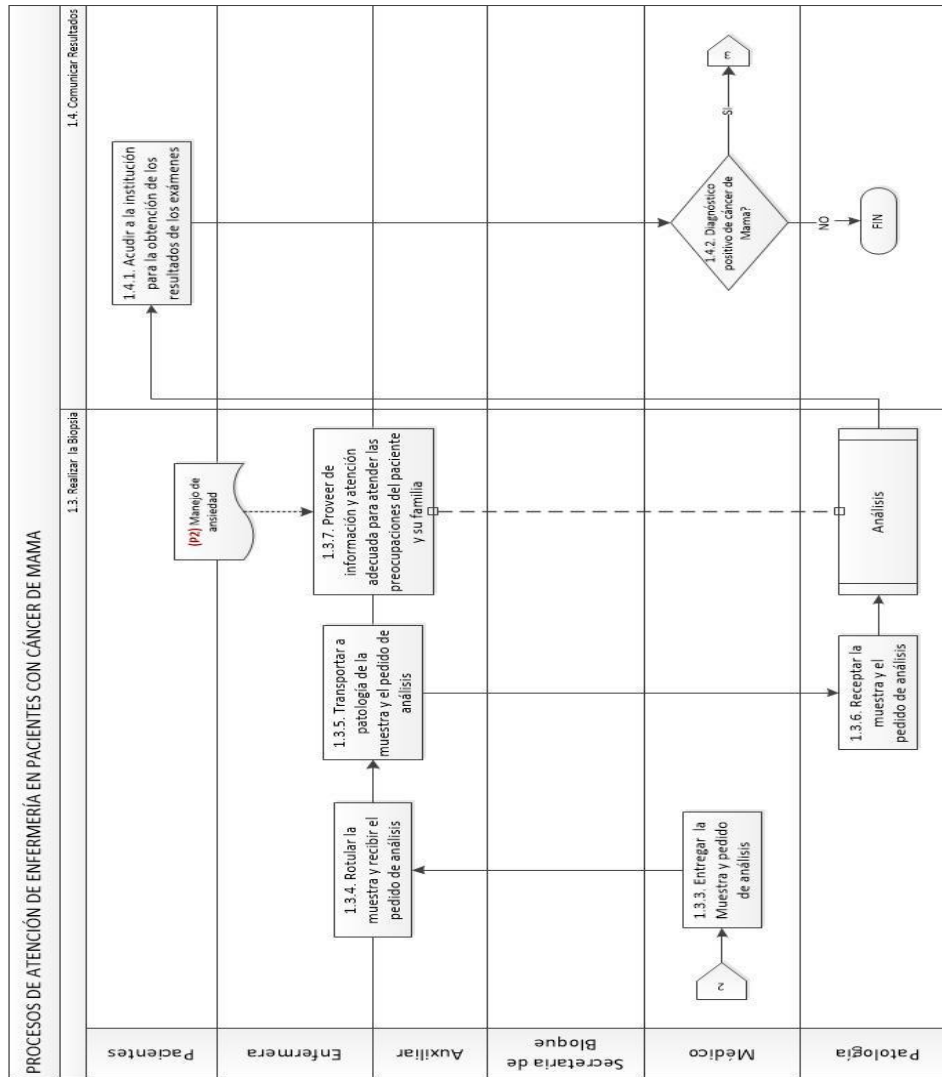 PROCESOS DE ATENCIÓN DE ENFERMERÍA EN PACIENTES CON CÁNCER DE MAMA
1.3. Realizar la Biopsia
1.4. Comunicar Resultados
Pacientes
(P2) Manejo de
ansiedad
1.4.1. Acudir a la institución
para la obtención de los
resultados de los exámenes
Enfermera
Auxiliar
1.3.4. Rotular la
muestra y recibir el
pedido de análisis
1.3.5. Transportar a
patología de la
muestra y el pedido de
análisis
1.3.7. Proveer de
información y atención
adecuada para atender las
preocupaciones del paciente
y su familia
Secretaria de
Bloque
Médico
2
1.3.3. Entregar la
Muestra y pedido
de análisis
1.4.2. Diagnóstico
positivo de cáncer de
Mama?
SI
3
NO
Patología
1.3.6. Receptar la
muestra y el
pedido de análisis
Análisis
FIN